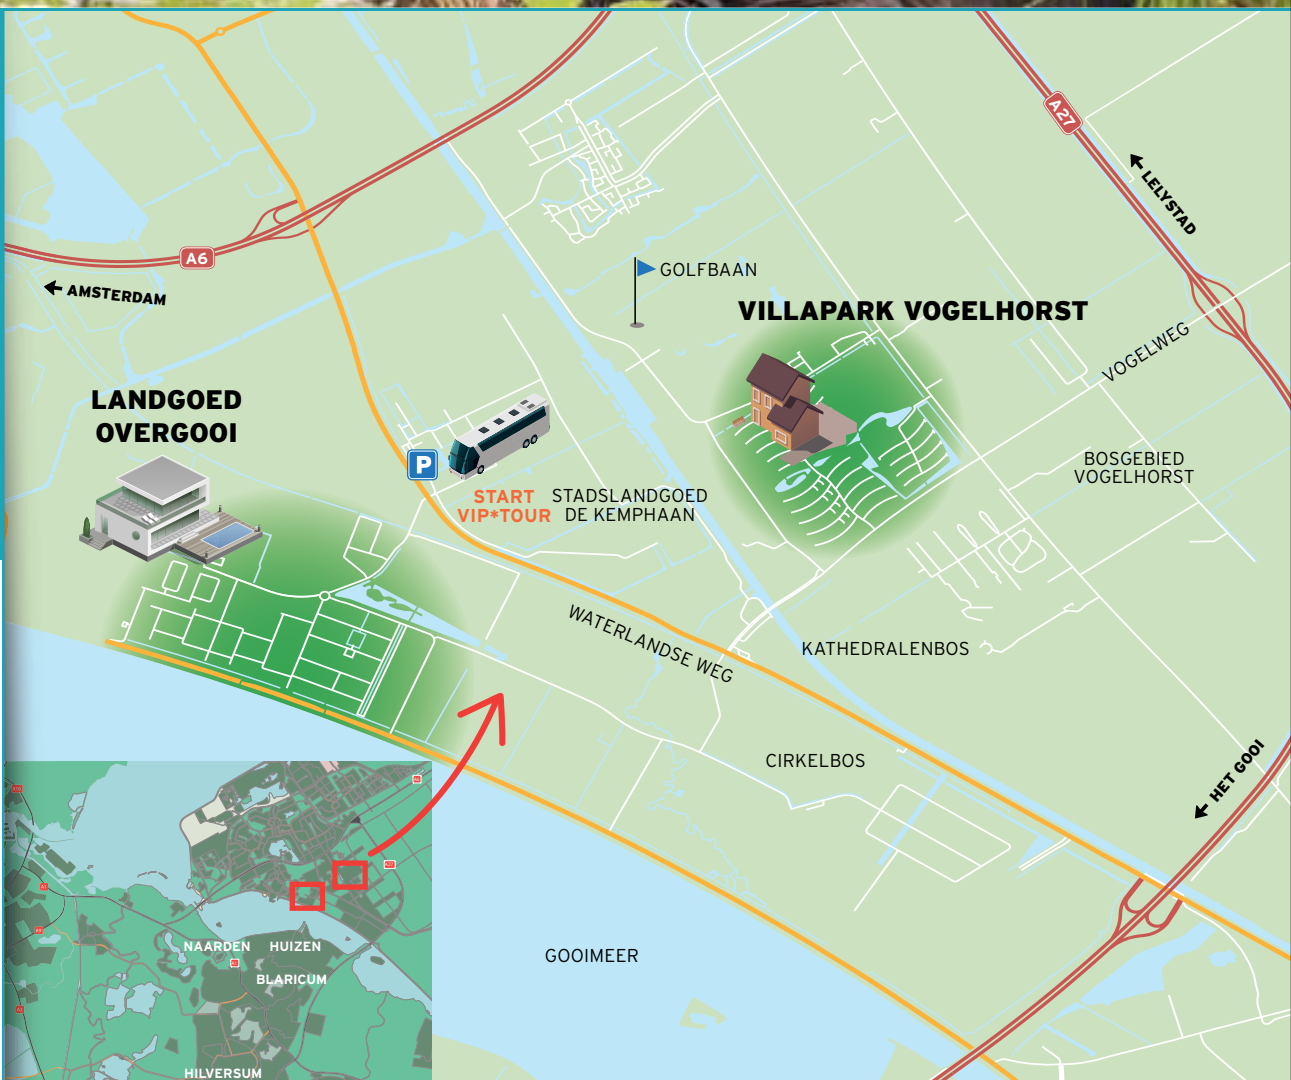 A27
LELYSTAD
A6
AMSTERDAM
GOLFBAAN
VILLAPARK VOGELHORST
VOGELWEG
LANDGOED
OVERGOOI
P
START
VIP*TOUR
STADSLANDGOED
DE KEMPHAAN
BOSGEBIED
VOGELHORST
WATERLANDSE WEG
KATHEDRALENBOS
CIRKELBOS
HET GOOI
GOOIMEER
NAARDEN
HUIZEN
BLARICUM
HILVERSUM